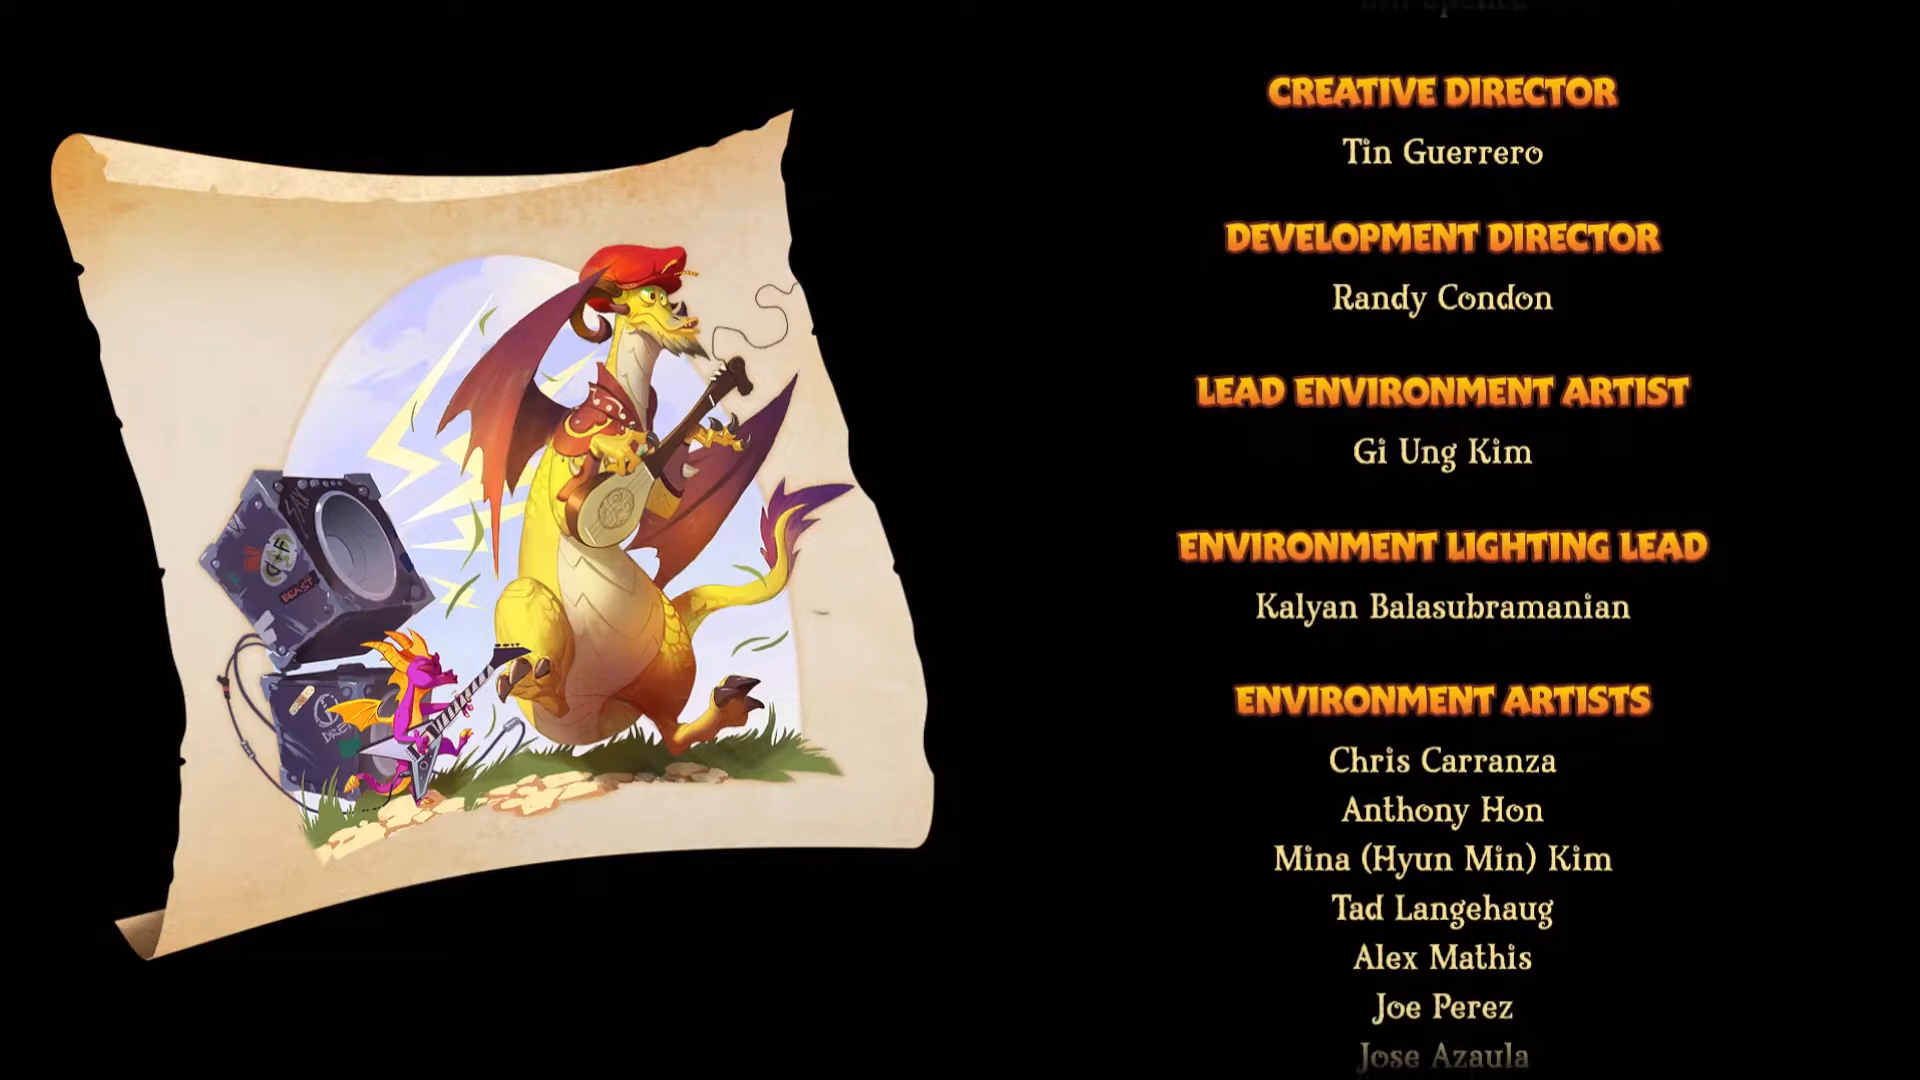 CREATIVE DIRECTOR
Tin Guerrero
DEVELOPMENT DIRECTOR
Randy Condon
LEAD ENVIRONMENT ARTIST
Gi Ung Kim
ENVIRONMENT LIGHTING LEAD
Kalyan Balasubramanian
ENVIRONMENT ARTISTS
Chris Carranza
Anthony Hon
Mina (Hyun Min) Kim
Tad Langehaug
Alex Mathis
Joe Perez
Jose Azaula
BEAST